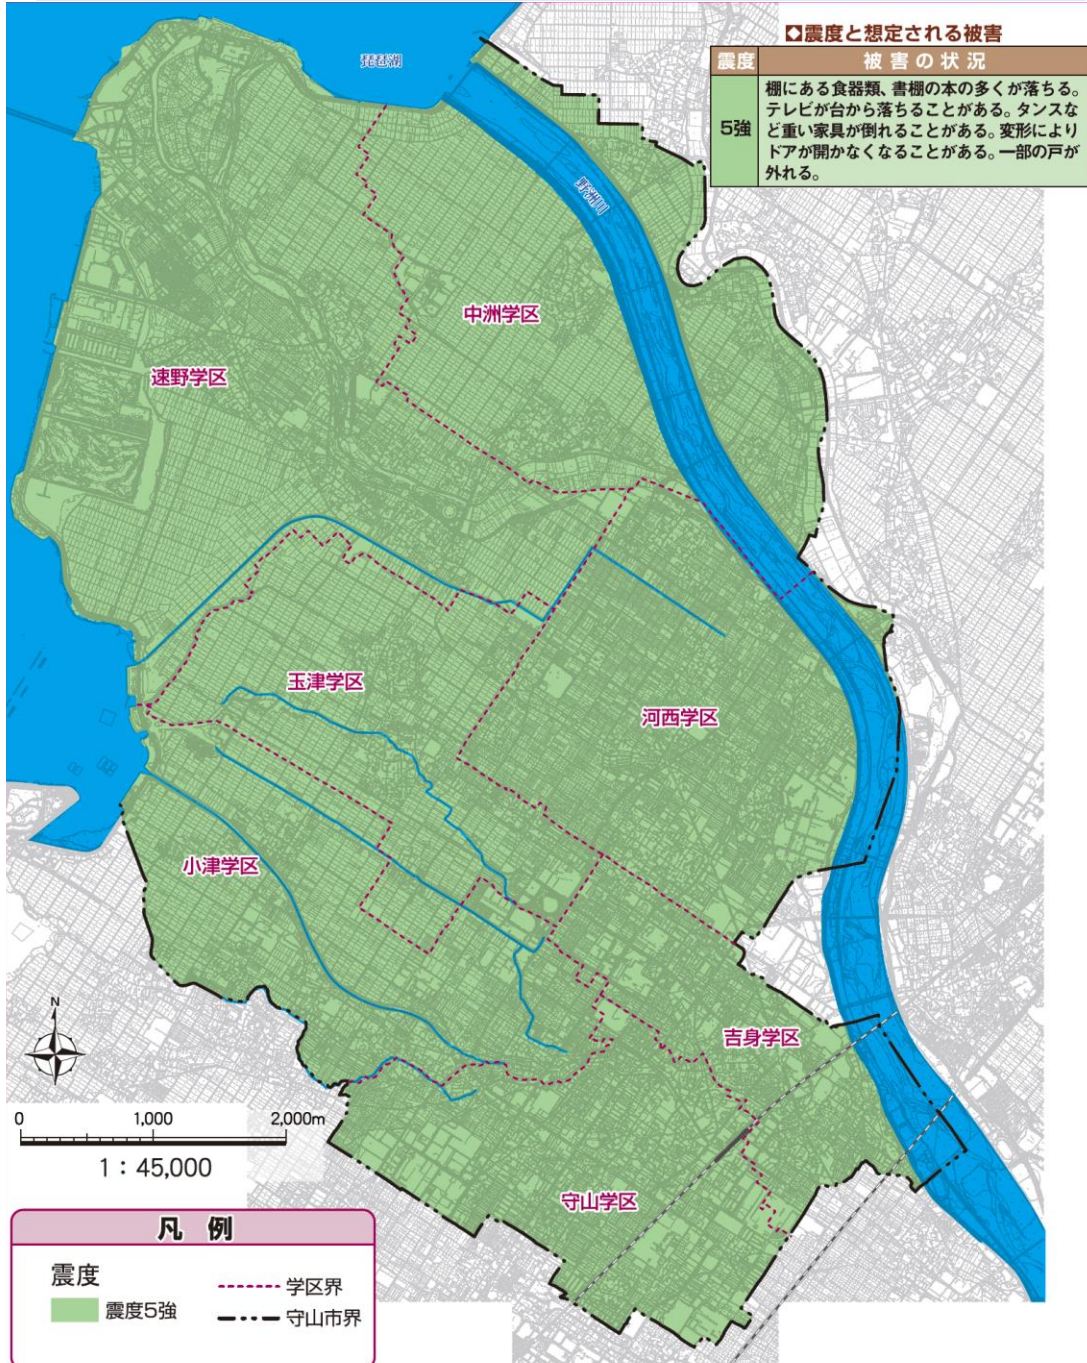 ◘震度と想定される被害
震度
被害の状況
5強
棚にある食器類、書棚の本の多くが落ちる。
テレビが台から落ちることがある。タンスな
ど重い家具が倒れることがある。変形により
ドアが開かなくなることがある。一部の戸が
外れる。
琵琶湖
野洲川
中洲学区
速野学区
玉津学区
河西学区
小津学区
吉身学区
守山学区
N
0 1,000 2,000m
1：45,000
凡例
震度
震度5強
学区界
守山市界